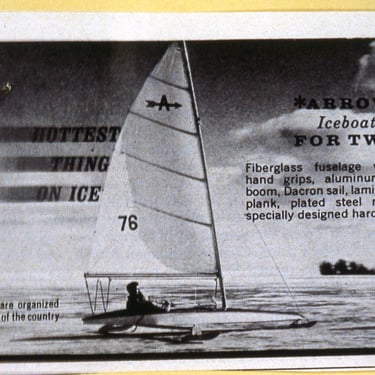 HOTTEST
THING
ON ICE
A
76
*ARROW
Iceboat
FOR TW
Fiberglass fuselage
hand grips, aluminum
boom, Dacron sail, lami
plank, plated steel
specially designed hard
are organized
of the country